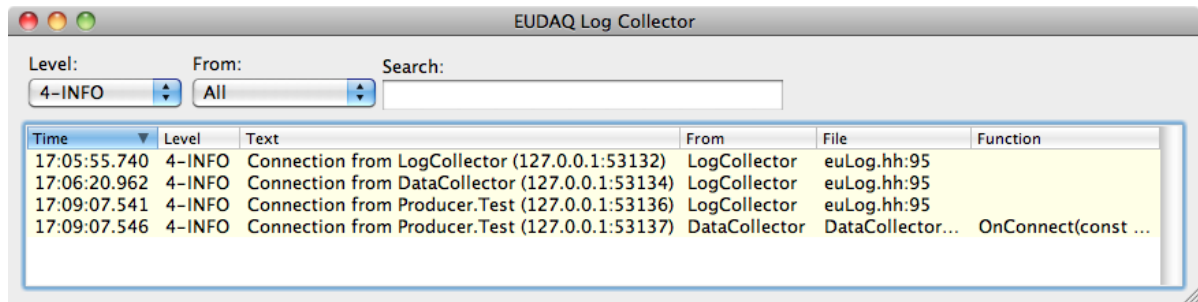 EUDAQ Log Collector
Level: From: Search:
4-INFO All
Time Level Text From File Function
17:05:55.740 4-INFO Connection from LogCollector (127.0.0.1:53132) LogCollector euLog.hh:95
17:06:20.962 4-INFO Connection from DataCollector (127.0.0.1:53134) LogCollector euLog.hh:95
17:09:07.541 4-INFO Connection from Producer.Test (127.0.0.1:53136) LogCollector euLog.hh:95
17:09:07.546 4-INFO Connection from Producer.Test (127.0.0.1:53137) DataCollector DataCollector... OnConnect(const ...